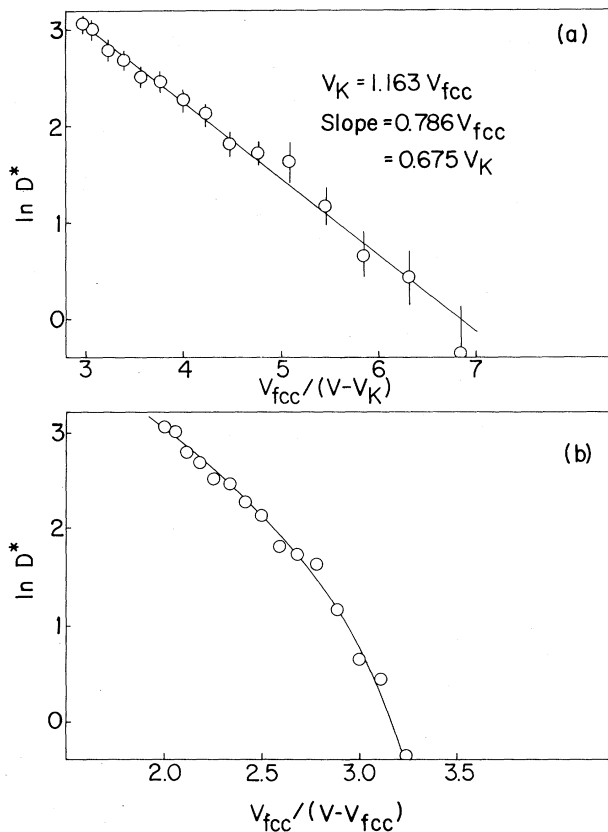 3
(a)
V_K = 1.163 V_fcc
Slope = 0.786 V_fcc
= 0.675 V_K
2
ln D*
1
0
3 4 5 6 7
V_fcc/(V-V_K)
3
(b)
2
ln D*
1
0
2.0 2.5 3.0 3.5
V_fcc/(V-V_fcc)